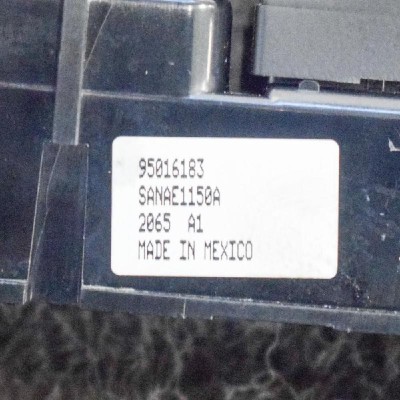 95016183
SANAE1150A
2065 A1
MADE IN MEXICO